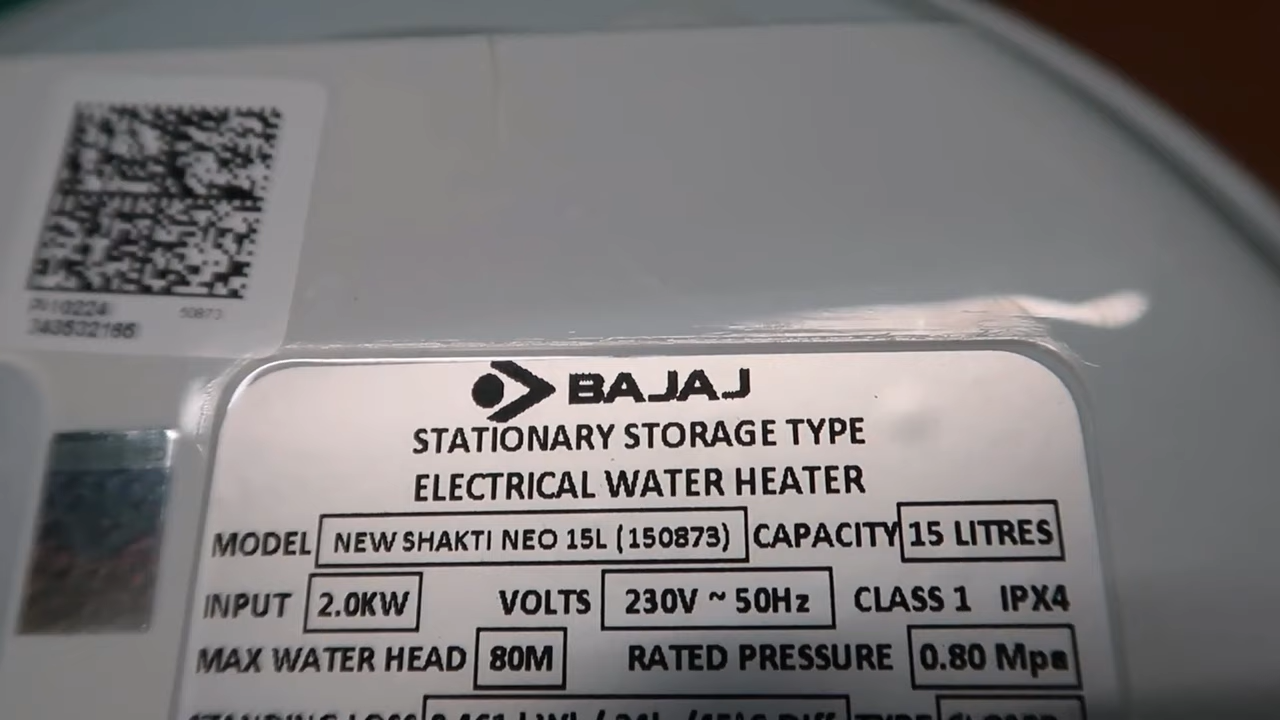 50873
BAJAJ
STATIONARY STORAGE TYPE
ELECTRICAL WATER HEATER
MODEL NEW SHAKTI NEO 15L (150873) CAPACITY 15 LITRES
INPUT 2.0KW VOLTS 230V ~ 50Hz CLASS 1 IPX4
MAX WATER HEAD 80M RATED PRESSURE 0.80 Mpa